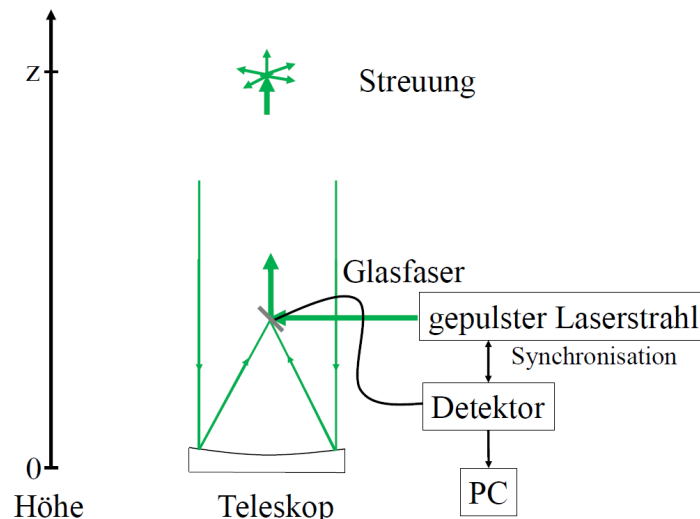 z
Streuung
Glasfaser
gepulster Laserstrahl
Synchronisation
Detektor
0
PC
Höhe
Teleskop